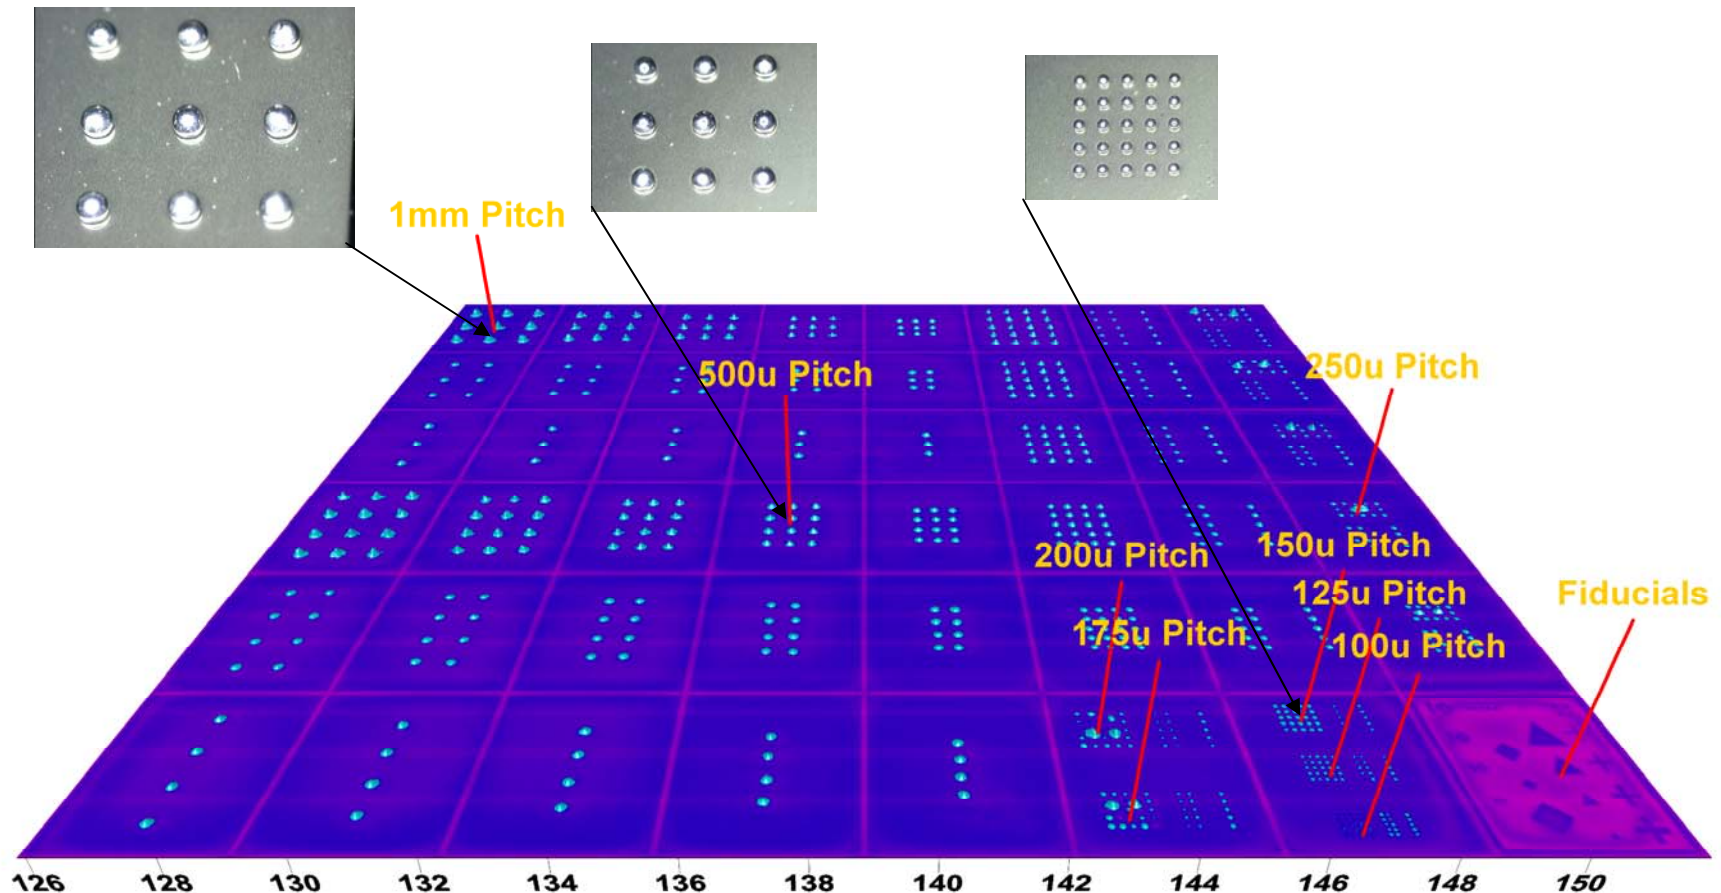 1mm Pitch
500u Pitch
250u Pitch
200u Pitch
150u Pitch
125u Pitch
Fiducials
175u Pitch
100u Pitch
126 128 130 132 134 136 138 140 142 144 146 148 150